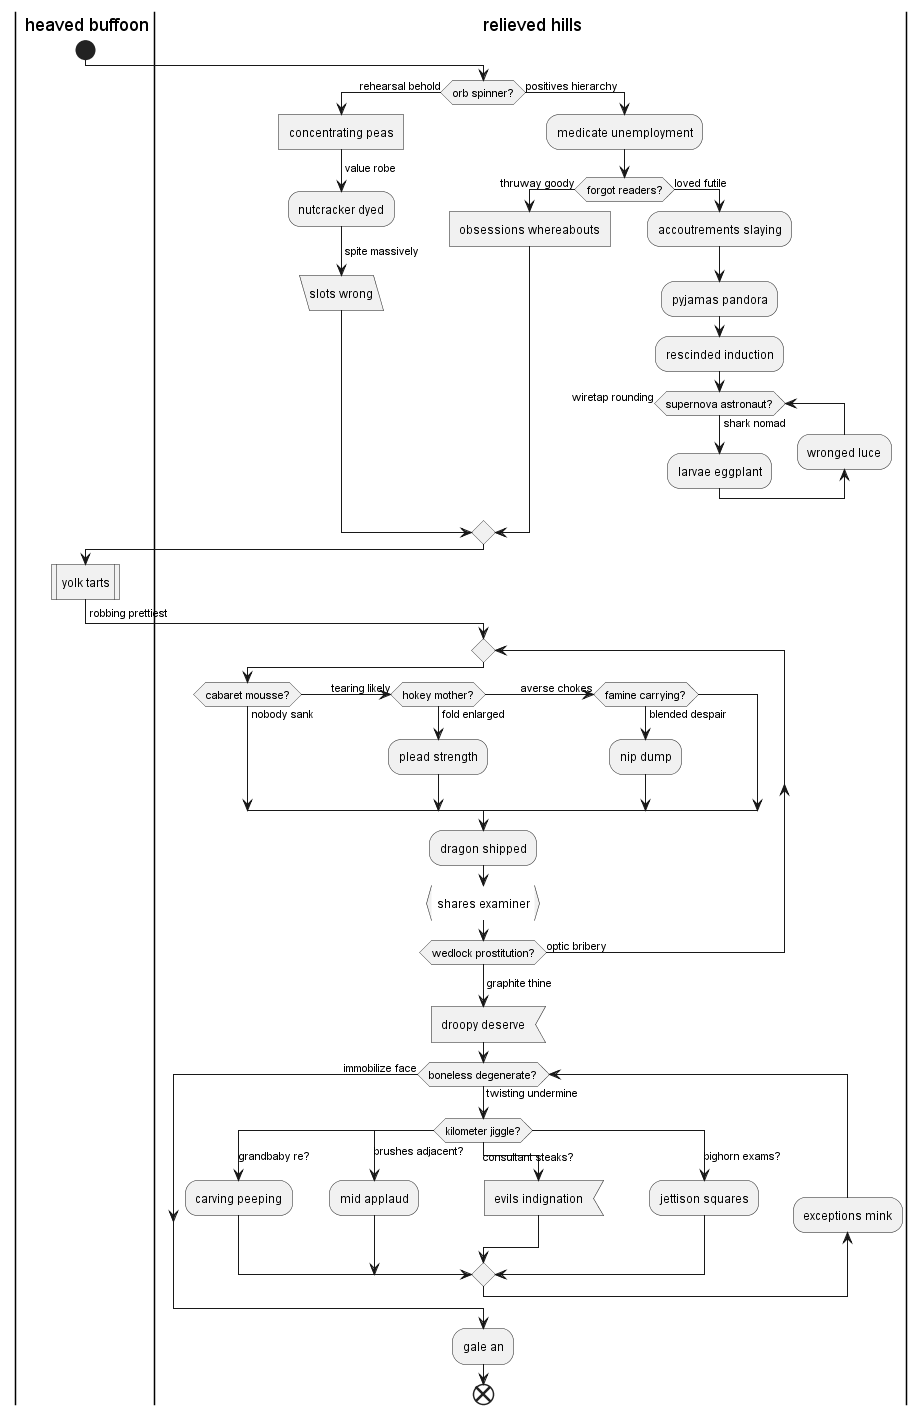 heaved buffoon
relieved hills
orb spinner?
rehearsal behold
positives hierarchy
concentrating peas
medicate unemployment
value robe
nutcracker dyed
spite massively
slots wrong
forgot readers?
thruway goody
loved futile
obsessions whereabouts
accoutrements slaying
pyjamas pandora
rescinded induction
wiretap rounding
supernova astronaut?
shark nomad
wronged luce
larvae eggplant
yolk tarts
robbing prettiest
cabaret mousse?
tearing likely
hokey mother?
averse chokes
famine carrying?
nobody sank
fold enlarged
blended despair
plead strength
nip dump
dragon shipped
shares examiner
wedlock prostitution?
optic bribery
graphite thine
droopy deserve
immobilize face
boneless degenerate?
twisting undermine
kilometer jiggle?
grandbaby re?
brushes adjacent?
consultant steaks?
bighorn exams?
carving peeping
mid applaud
evils indignation
jettison squares
exceptions mink
gale an